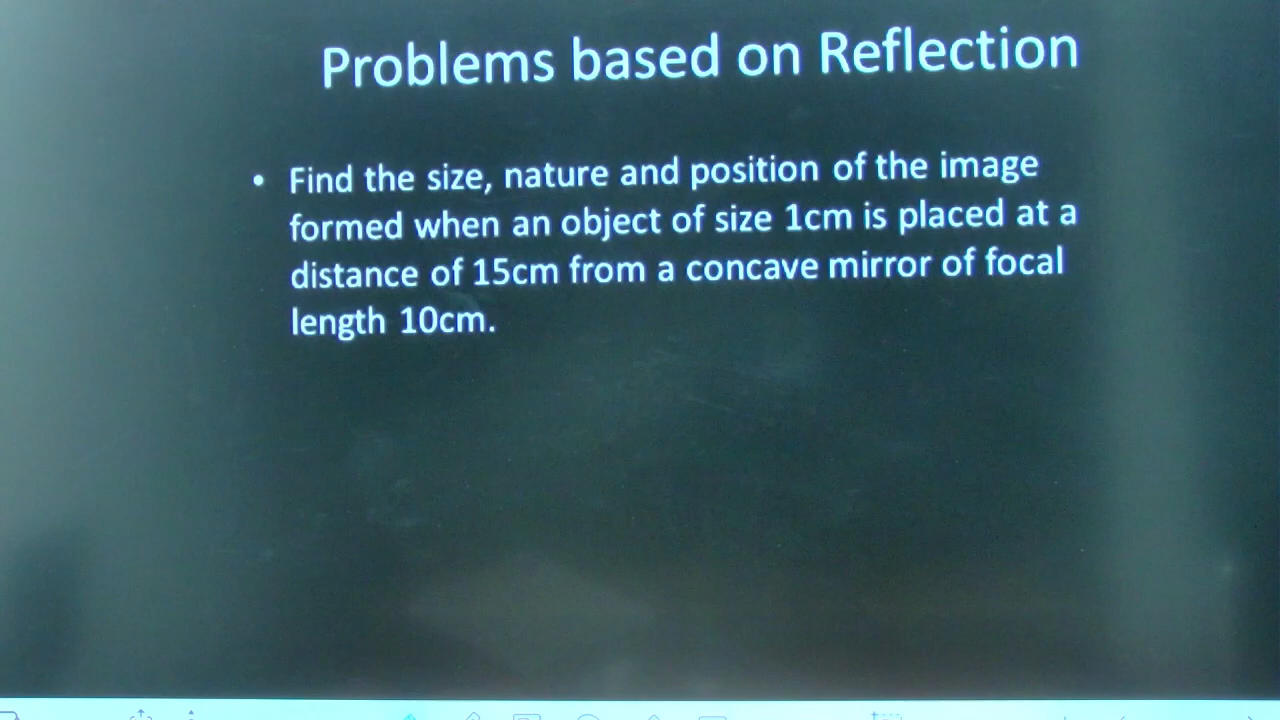 Problems based on Reflection
• Find the size, nature and position of the image
formed when an object of size 1cm is placed at a
distance of 15cm from a concave mirror of focal
length 10cm.